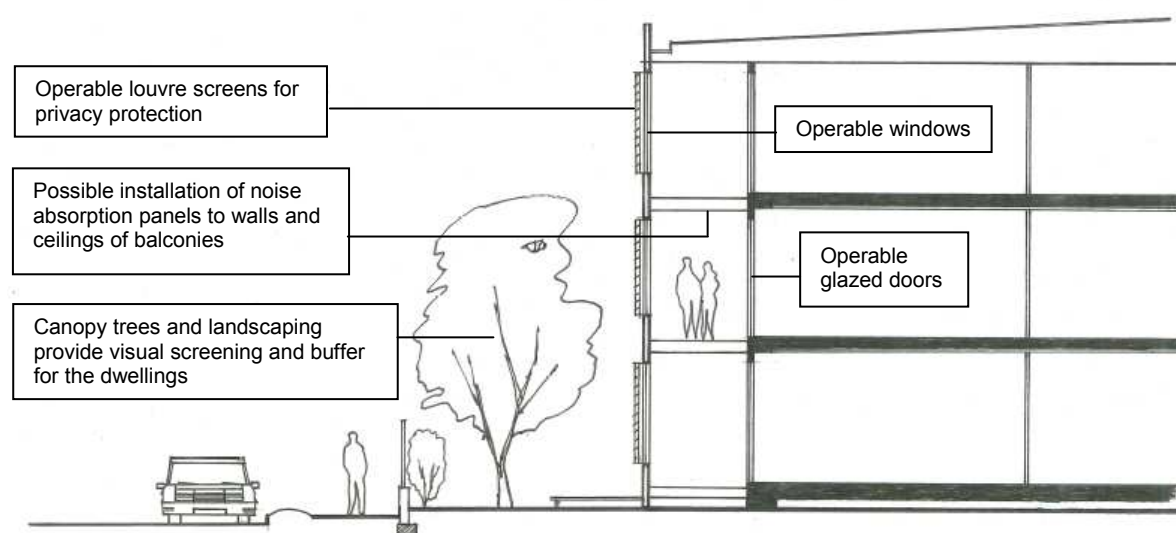 Operable louvre screens for
privacy protection
Operable windows
Possible installation of noise
absorption panels to walls and
ceilings of balconies
Operable
glazed doors
Canopy trees and landscaping
provide visual screening and buffer
for the dwellings